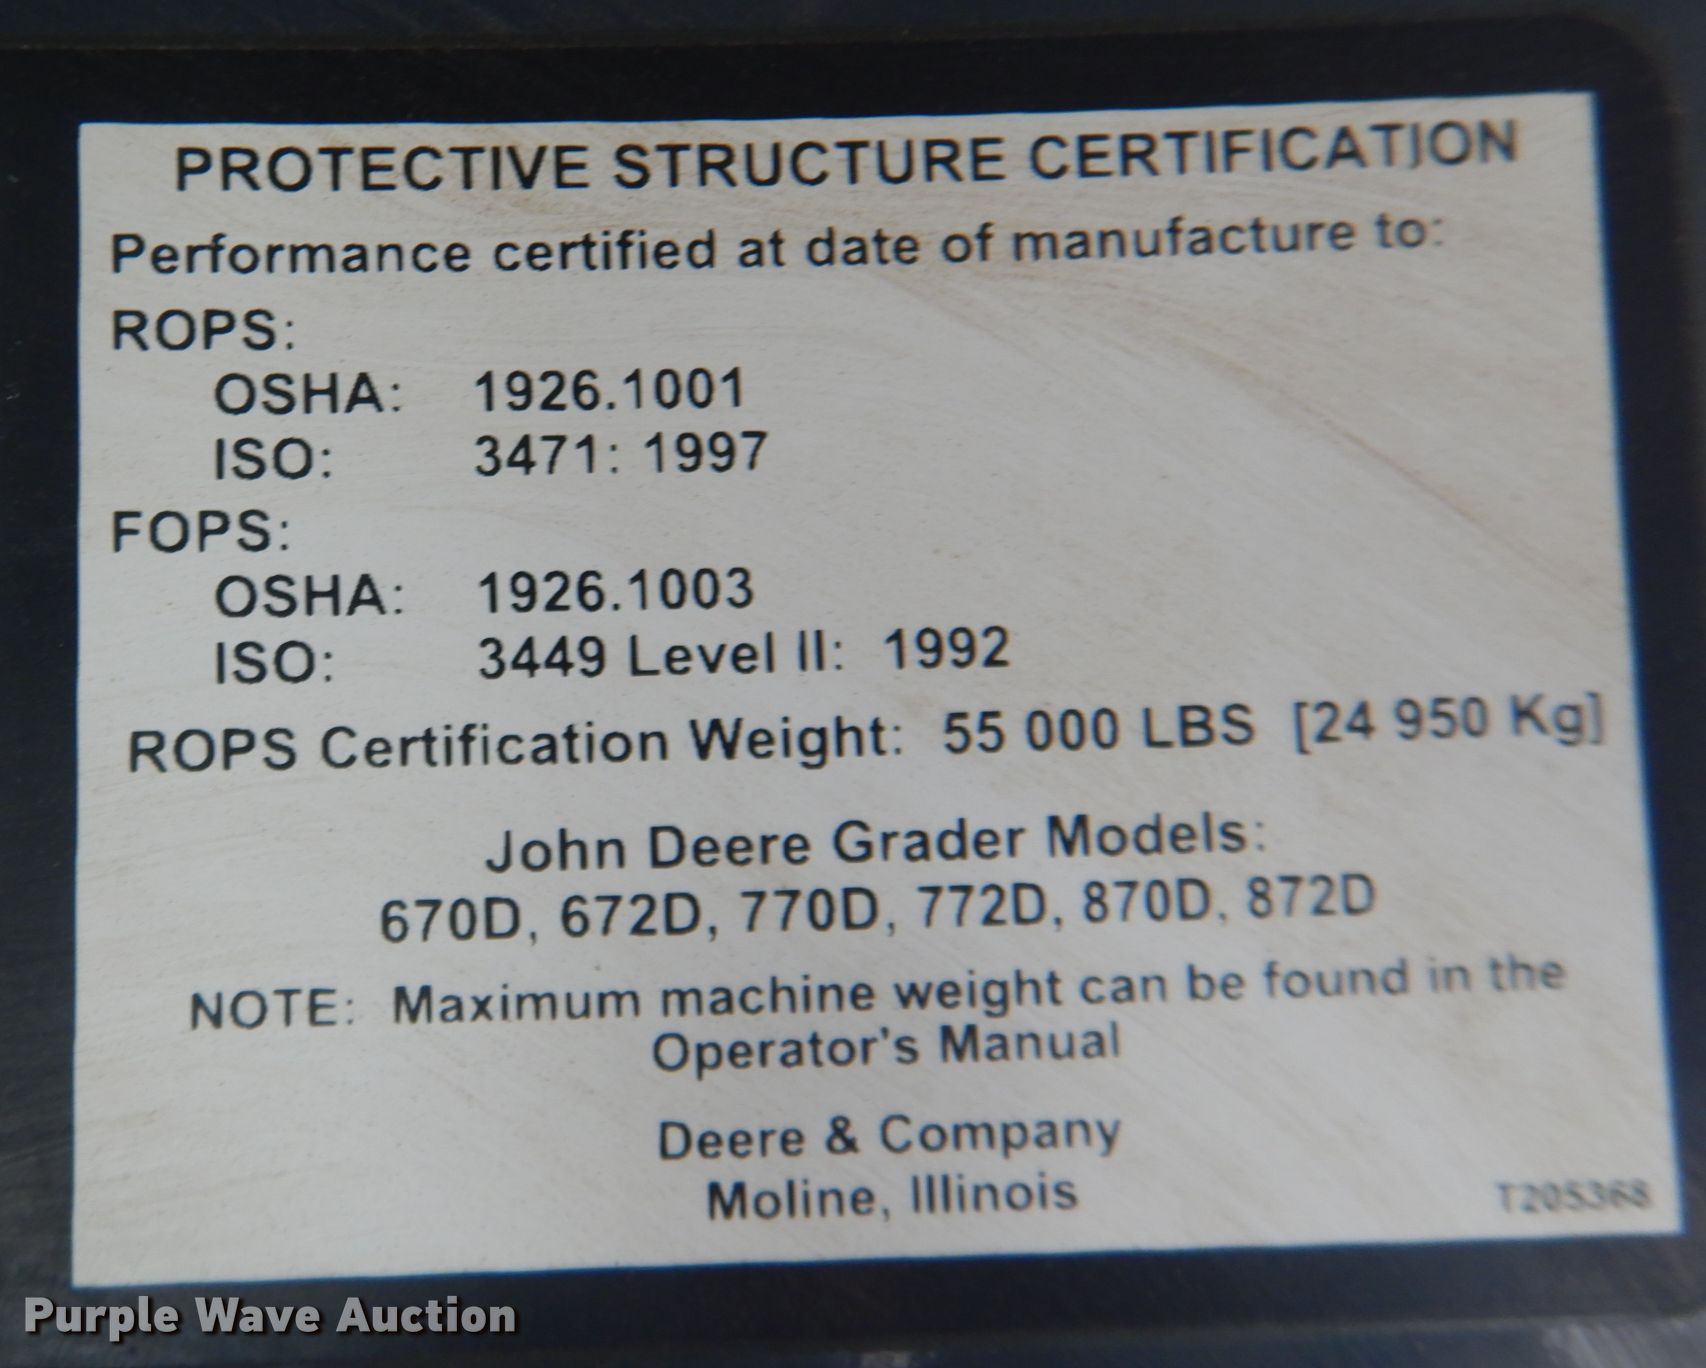 PROTECTIVE STRUCTURE CERTIFICATION
Performance certified at date of manufacture to:
ROPS:
OSHA: 1926.1001
ISO: 3471: 1997
FOPS:
OSHA: 1926.1003
ISO: 3449 Level II: 1992
ROPS Certification Weight: 55 000 LBS [24 950 Kg]
John Deere Grader Models:
670D, 672D, 770D, 772D, 870D, 872D
NOTE: Maximum machine weight can be found in the
Operator's Manual
Deere & Company
Moline, Illinois
T205368
Purple Wave Auction